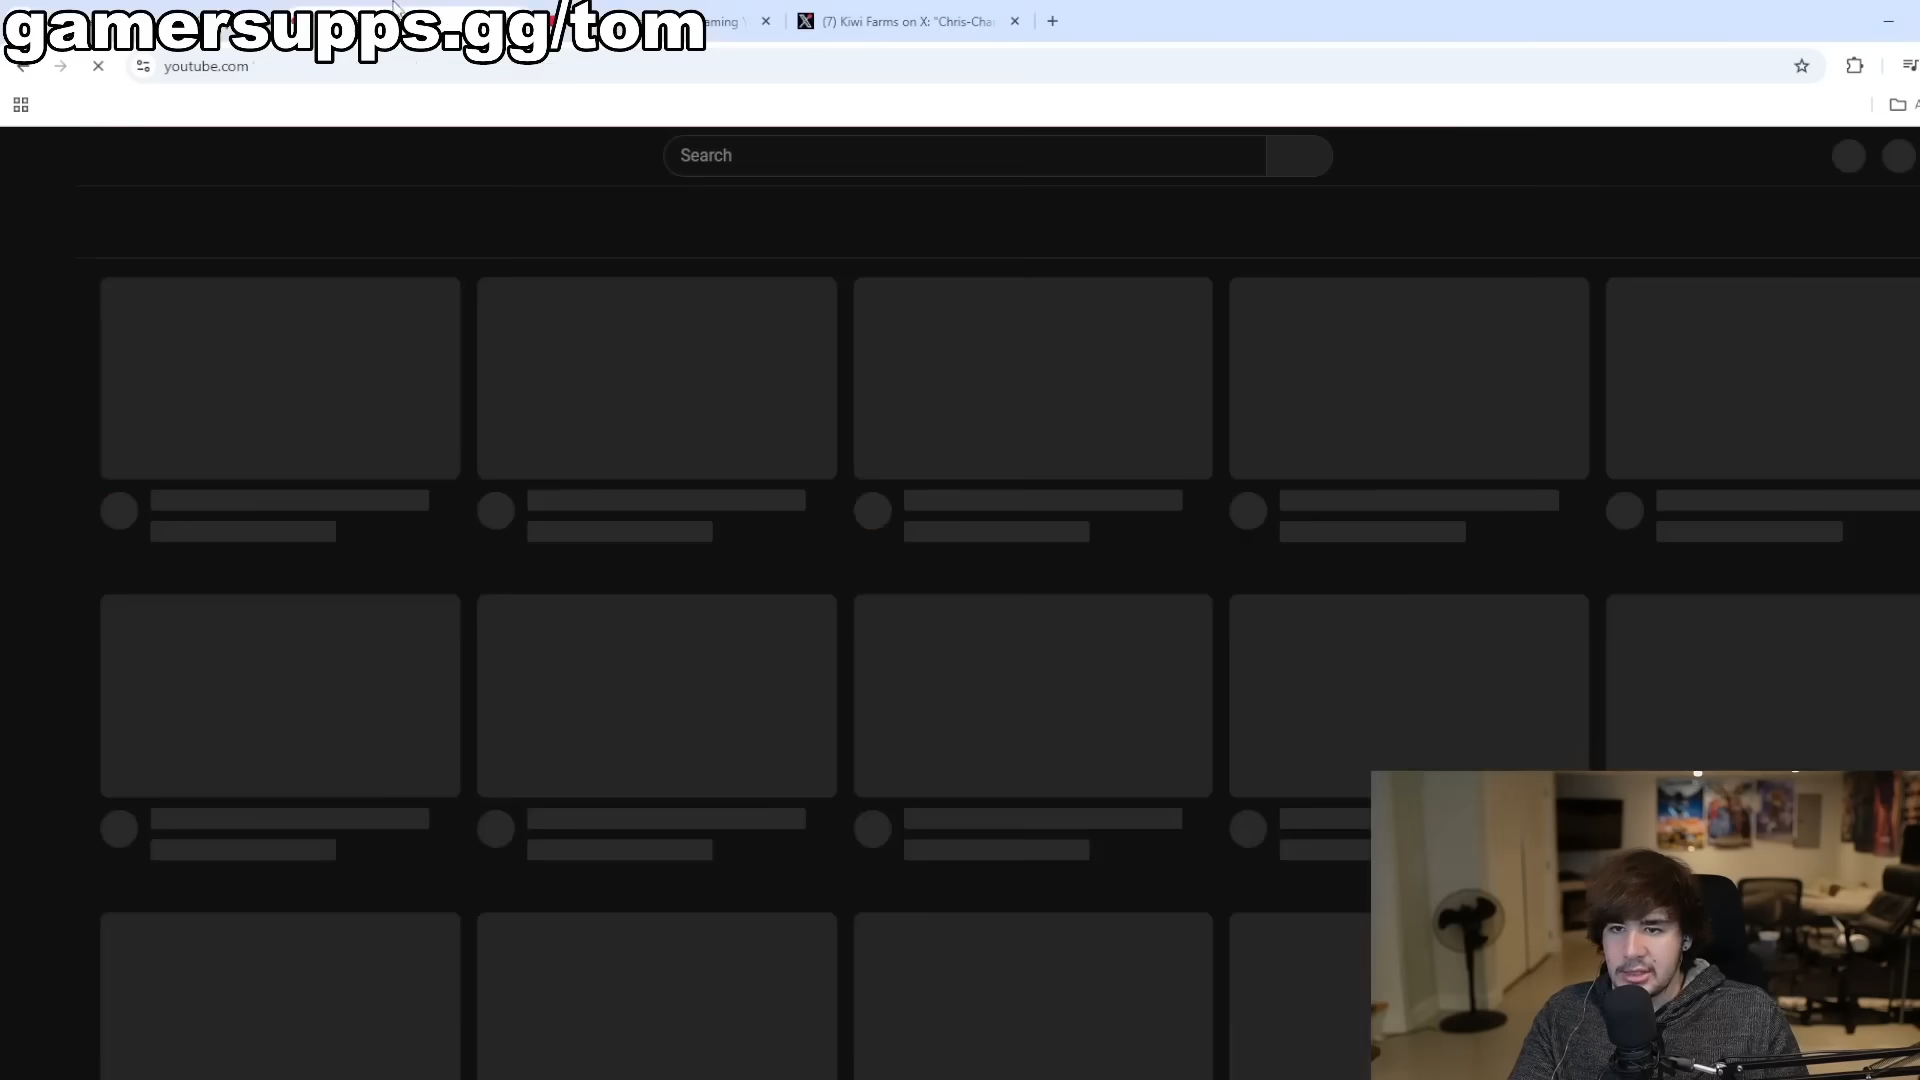 gamersupps.gg/tom
aming
(7) Kiwi Farms on X: "Chris-Cha
youtube.com
Search